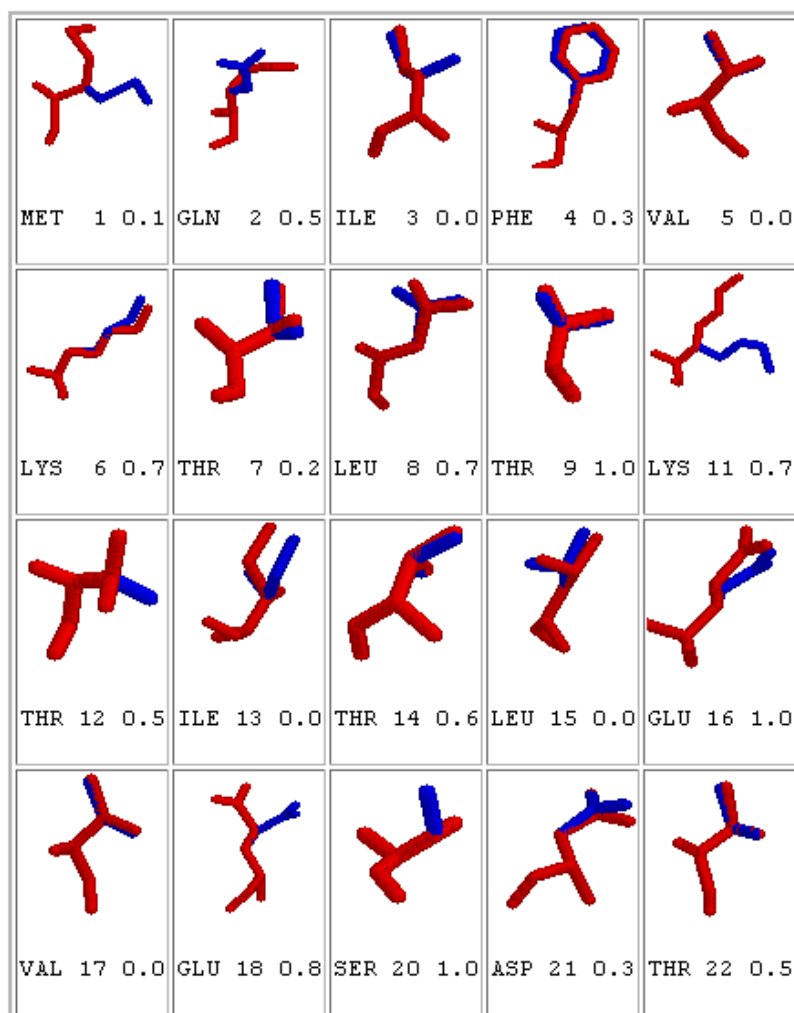 MET 1 0.1 GLN 2 0.5 ILE 3 0.0 PHE 4 0.3 VAL 5 0.0
LYS 6 0.7 THR 7 0.2 LEU 8 0.7 THR 9 1.0 LYS 11 0.7
THR 12 0.5 ILE 13 0.0 THR 14 0.6 LEU 15 0.0 GLU 16 1.0
VAL 17 0.0 GLU 18 0.8 SER 20 1.0 ASP 21 0.3 THR 22 0.5